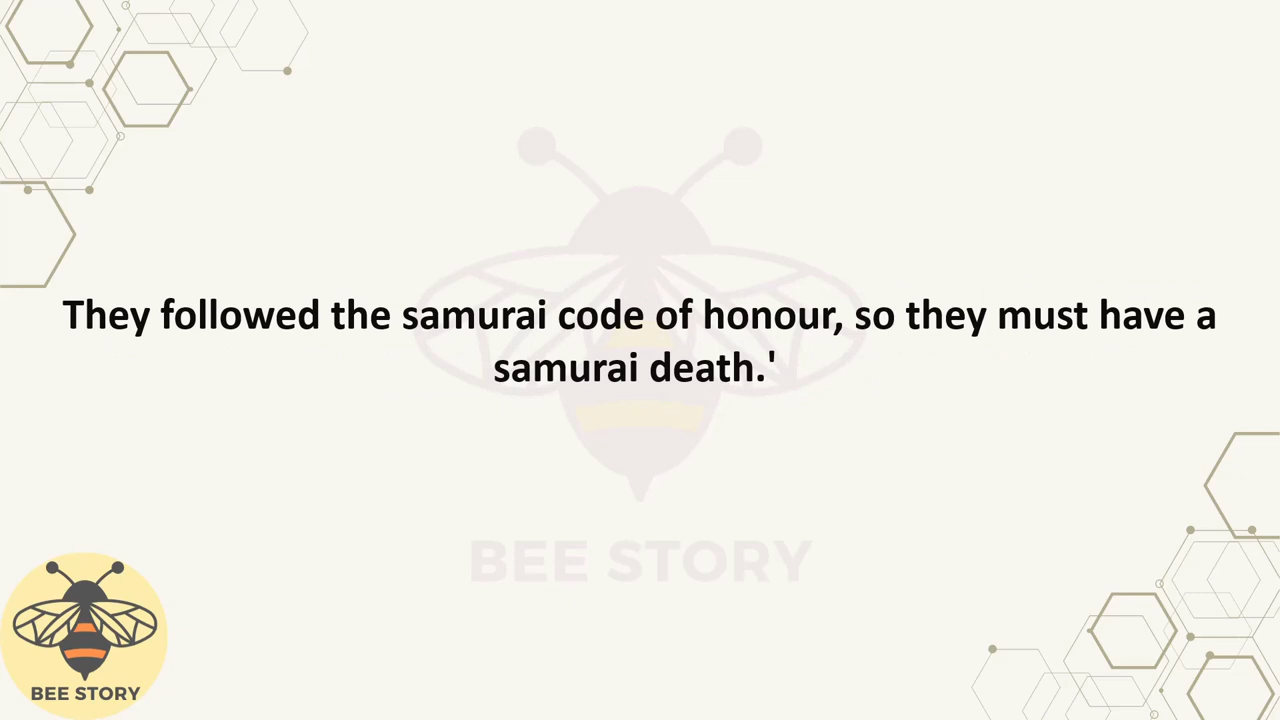 They followed the samurai code of honour, so they must have a
samurai death.'
BEE STORY
BEE STORY